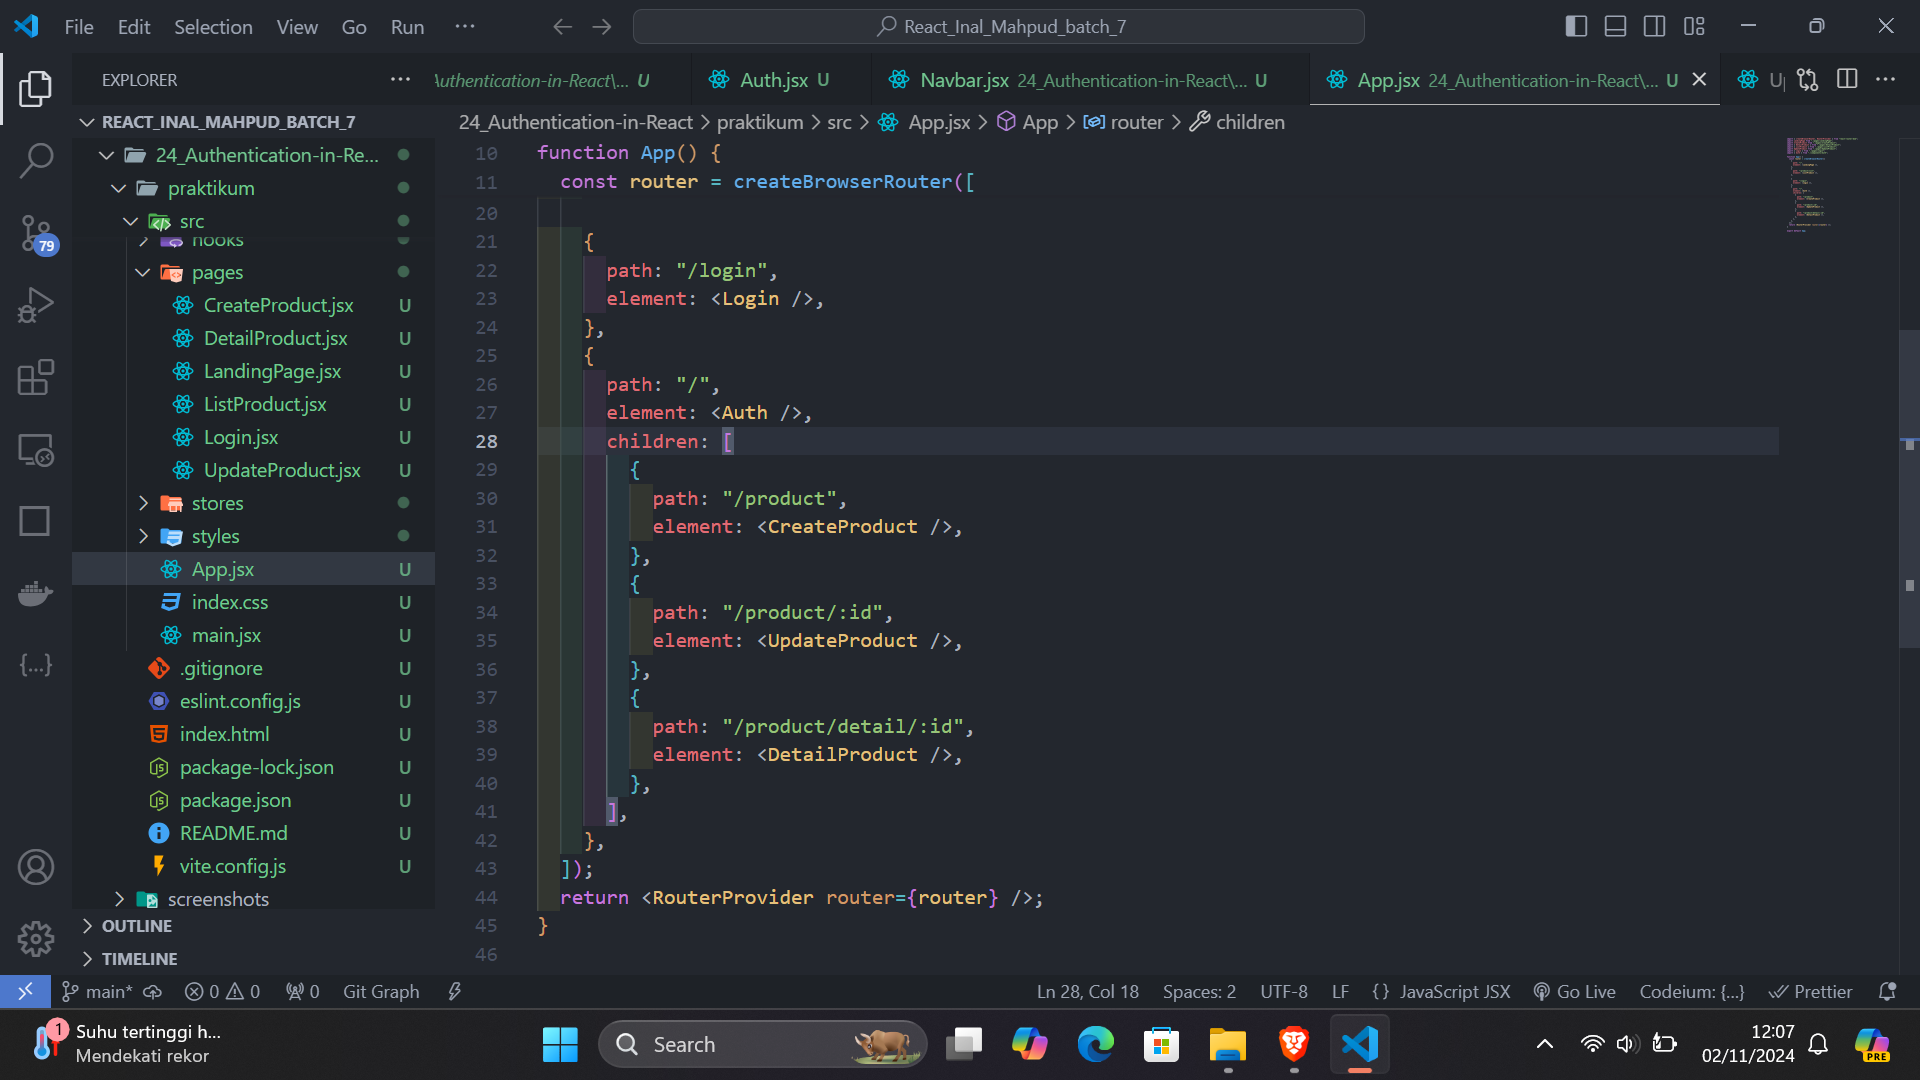 File Edit Selection View Go Run ···
React_Inal_Mahpud_batch_7
EXPLORER
Authentication-in-React\... U
Auth.jsx U
Navbar.jsx 24_Authentication-in-React\... U
App.jsx 24_Authentication-in-React\... U
REACT_INAL_MAHPUD_BATCH_7
24_Authentication-in-React > praktikum > src > App.jsx > App > router > children
24_Authentication-in-Re...
praktikum
src
hooks
pages
CreateProduct.jsx U
DetailProduct.jsx U
LandingPage.jsx U
ListProduct.jsx U
Login.jsx U
UpdateProduct.jsx U
stores
styles
App.jsx U
index.css U
main.jsx U
.gitignore U
eslint.config.js U
index.html U
package-lock.json U
package.json U
README.md U
vite.config.js U
screenshots
OUTLINE
TIMELINE
79
10 function App() {
11 const router = createBrowserRouter([
20
21 {
22 path: "/login",
23 element: <Login />,
24 },
25 {
26 path: "/",
27 element: <Auth />,
28 children: [
29 {
30 path: "/product",
31 element: <CreateProduct />,
32 },
33 {
34 path: "/product/:id",
35 element: <UpdateProduct />,
36 },
37 {
38 path: "/product/detail/:id",
39 element: <DetailProduct />,
40 },
41 ],
42 },
43 ]);
44 return <RouterProvider router={router} />;
45 }
46
main* 0 0 0 Git Graph Ln 28, Col 18 Spaces: 2 UTF-8 LF {} JavaScript JSX Go Live Codeium: {...} Prettier
1 Suhu tertinggi h...
Mendekati rekor
Search
12:07
02/11/2024
PRE